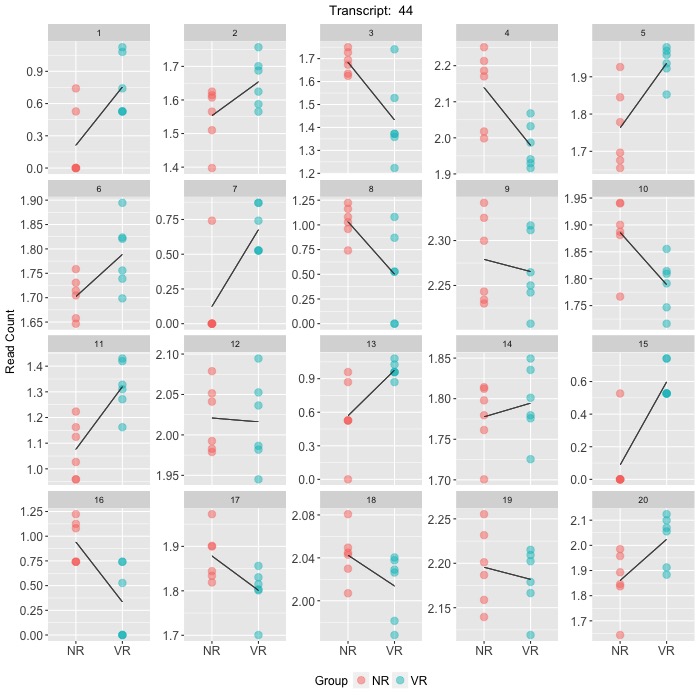 Transcript: 44
1 2 3 4 5
0.9 1.7 1.7 2.2 1.9
0.6 1.6 1.6 2.1 1.8
0.3 1.5 1.5 2.0 1.7
0.0 1.4 1.4 1.9
1.3
1.2
6 7 8 9 10
1.90 0.75 1.25 2.30 1.95
1.85 0.50 1.00 2.25 1.90
1.80 0.25 0.75 1.85
1.75 0.00 0.50 1.80
1.70 0.25 1.75
1.65 0.00
Read Count
11 12 13 14 15
1.4 2.10 0.9 1.85 0.6
1.3 2.05 0.6 1.80 0.4
1.2 2.00 0.3 1.75 0.2
1.1 1.95 0.0 1.70 0.0
1.0
16 17 18 19 20
1.25 1.9 2.08 2.25 2.1
1.00 1.8 2.04 2.20 2.0
0.75 1.7 2.00 2.15 1.9
0.50 1.8
0.25 1.7
0.00
NR VR NR VR NR VR NR VR NR VR
Group NR VR